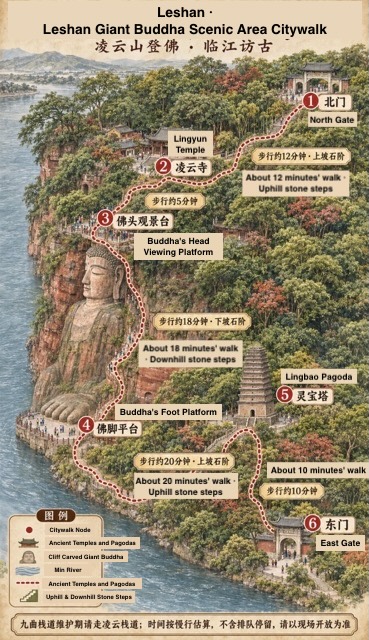 Leshan ·
Leshan Giant Buddha Scenic Area Citywalk
凌云山登佛 · 临江访古
1 北门
North Gate
Lingyun
Temple
2 凌云寺
步行约12分钟·上坡石阶
About 12 minutes' walk ·
Uphill stone steps
步行约5分钟
3 佛头观景台
Buddha's Head
Viewing Platform
步行约18分钟·下坡石阶
About 18 minutes' walk
· Downhill stone steps
Lingbao Pagoda
5 灵宝塔
Buddha's Foot Platform
4 佛脚平台
步行约20分钟·上坡石阶
About 20 minutes' walk ·
Uphill stone steps
About 10 minutes' walk
步行约10分钟
6 东门
East Gate
图例
Citywalk Node
Ancient Temples and Pagodas
Cliff Carved Giant Buddha
Min River
Ancient Temples and Pagodas
Uphill & Downhill Stone Steps
九曲栈道维护期请走凌云栈道；时间按慢行估算，不含排队停留，请以现场开放为准